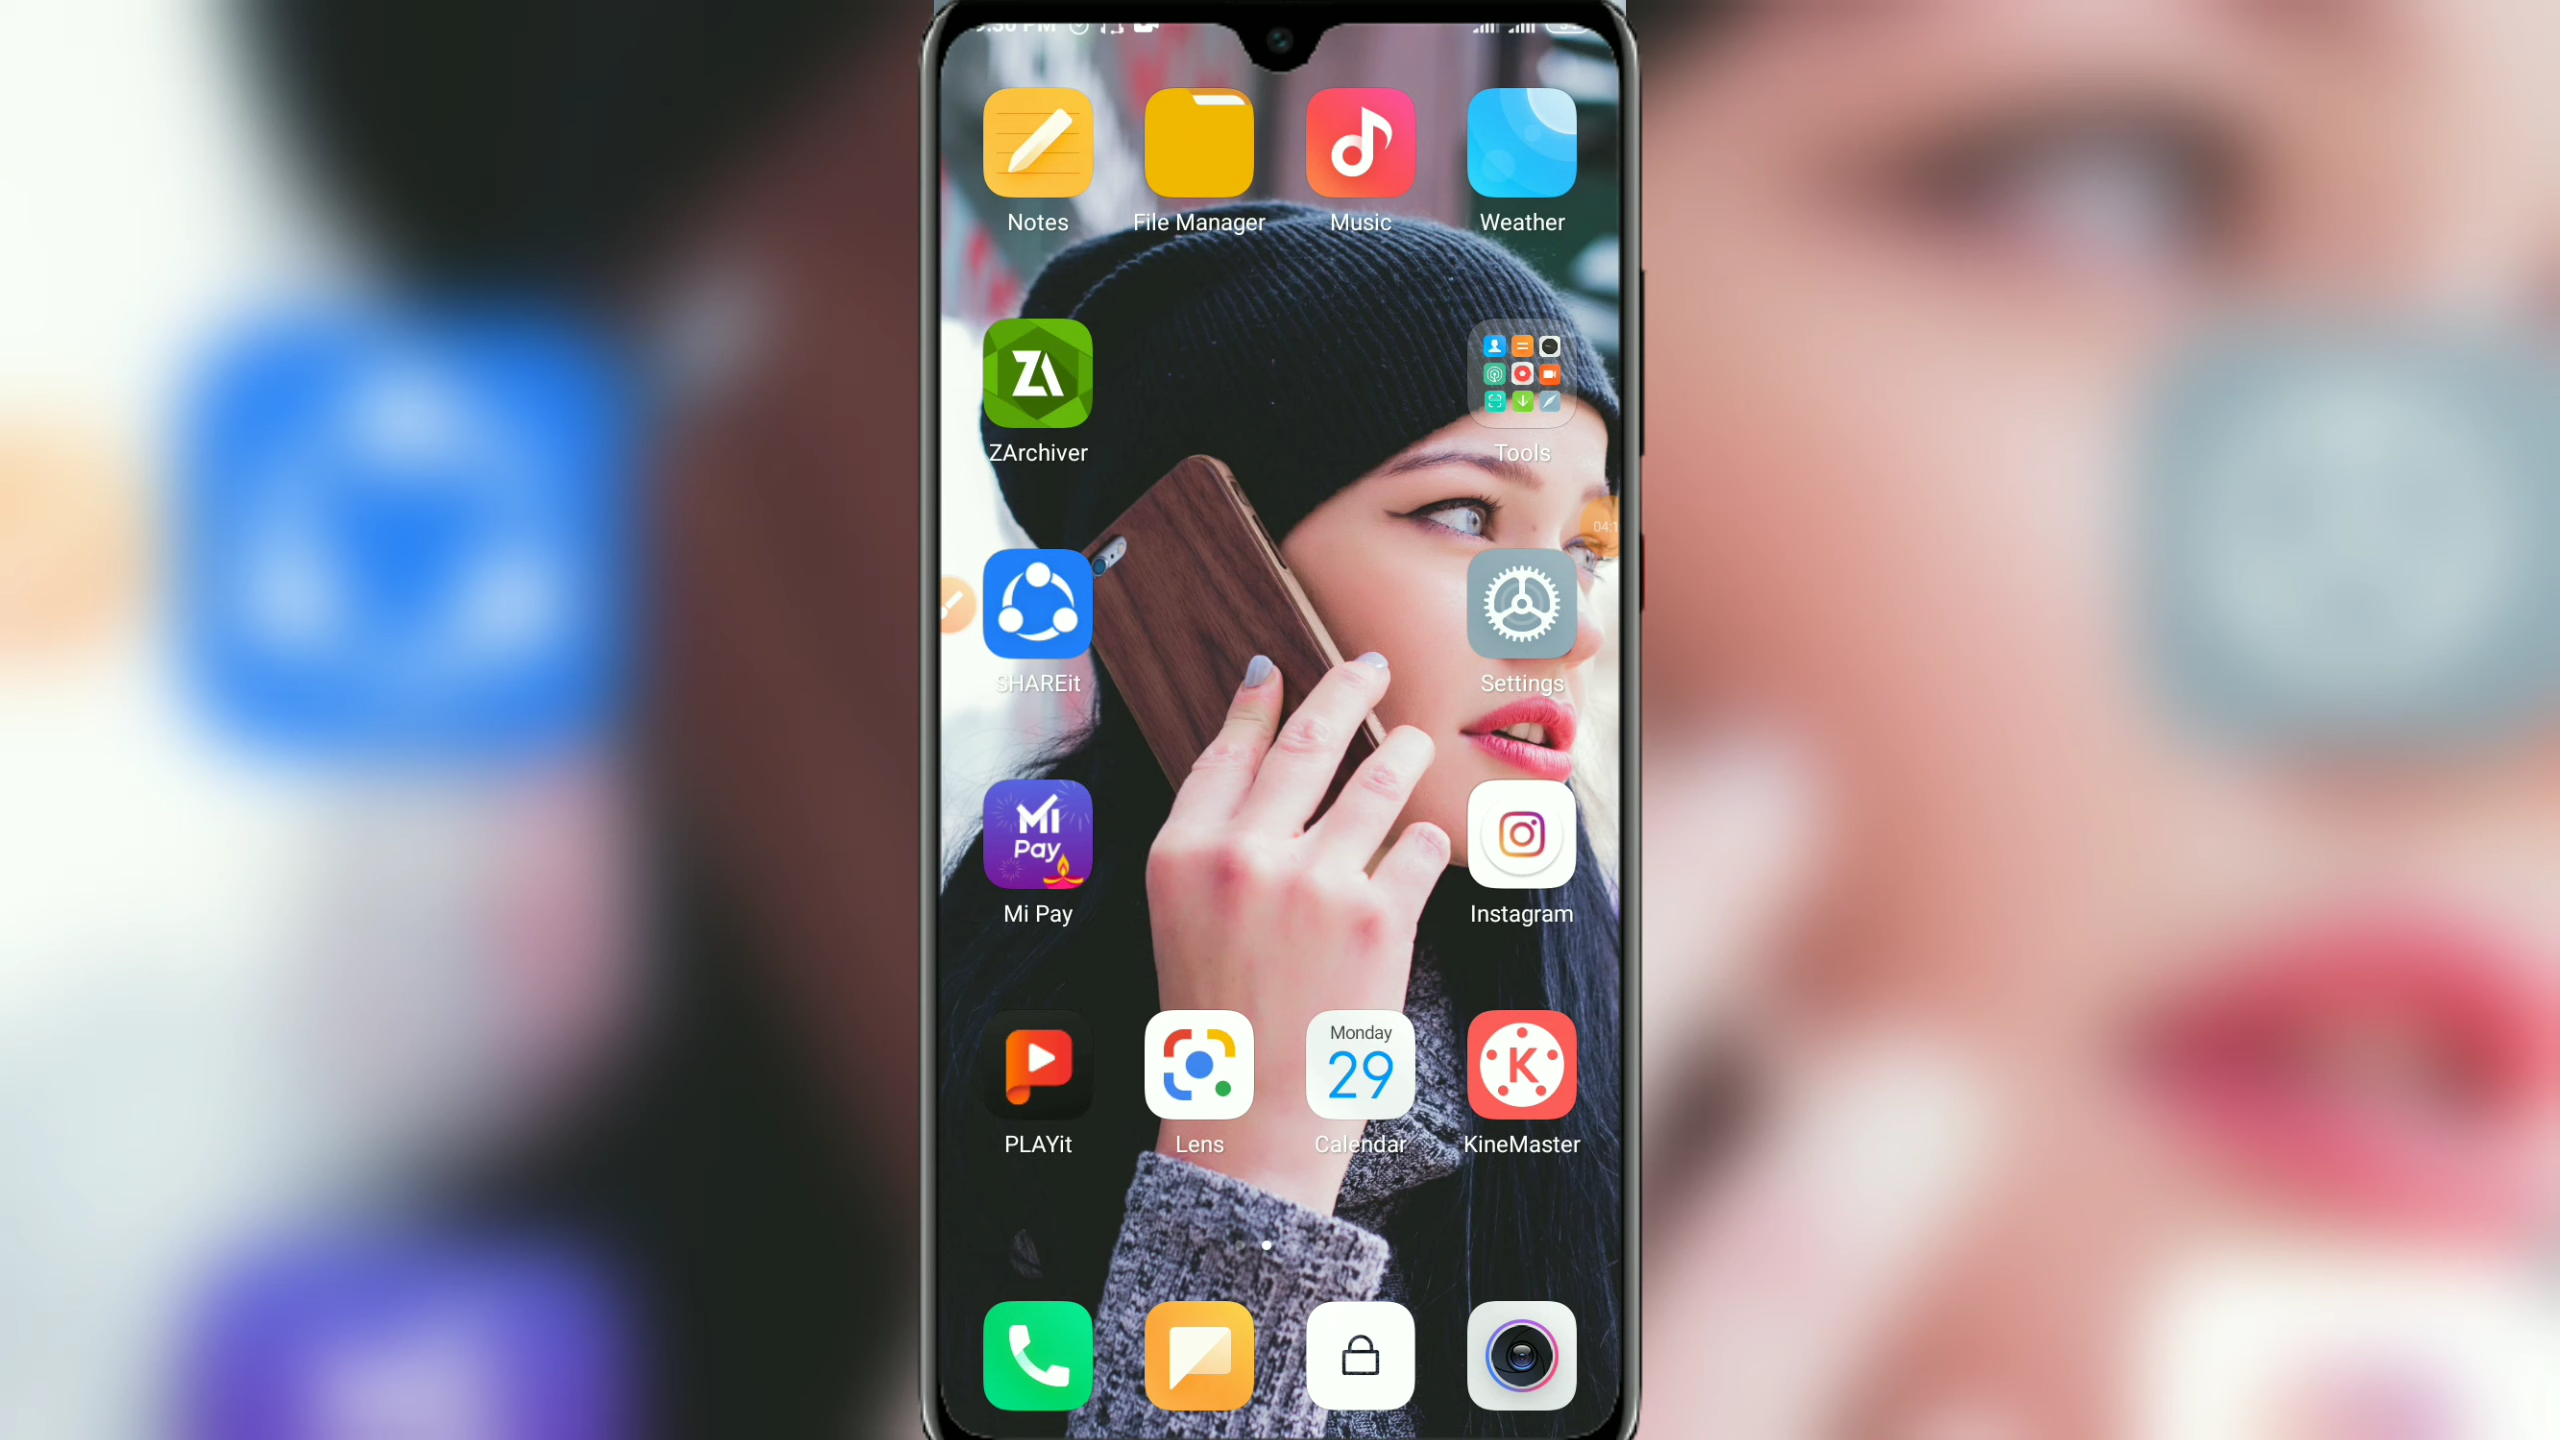 Notes File Manager Music Weather
ZArchiver Tools
SHAREit Settings
Mi Pay
Mi Pay Instagram
Monday
29
K
PLAYit Lens Calendar KineMaster